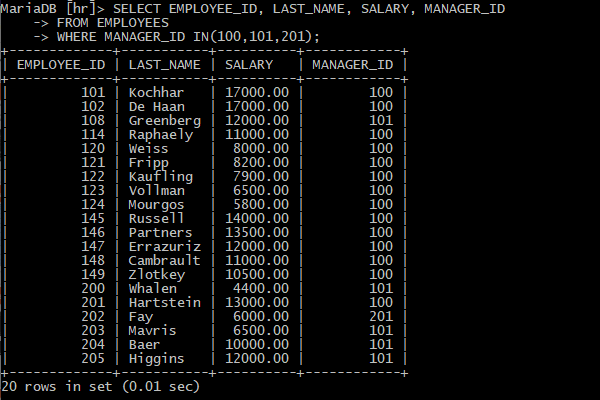 MariaDB [hr]> SELECT EMPLOYEE_ID, LAST_NAME, SALARY, MANAGER_ID
    -> FROM EMPLOYEES
    -> WHERE MANAGER_ID IN(100,101,201);
+-------------+-----------+----------+------------+
| EMPLOYEE_ID | LAST_NAME | SALARY   | MANAGER_ID |
+-------------+-----------+----------+------------+
|         101 | Kochhar   | 17000.00 |        100 |
|         102 | De Haan   | 17000.00 |        100 |
|         108 | Greenberg | 12000.00 |        101 |
|         114 | Raphaely  | 11000.00 |        100 |
|         120 | Weiss     |  8000.00 |        100 |
|         121 | Fripp     |  8200.00 |        100 |
|         122 | Kaufling  |  7900.00 |        100 |
|         123 | Vollman   |  6500.00 |        100 |
|         124 | Mourgos   |  5800.00 |        100 |
|         145 | Russell   | 14000.00 |        100 |
|         146 | Partners  | 13500.00 |        100 |
|         147 | Errazuriz | 12000.00 |        100 |
|         148 | Cambrault | 11000.00 |        100 |
|         149 | Zlotkey   | 10500.00 |        100 |
|         200 | Whalen    |  4400.00 |        101 |
|         201 | Hartstein | 13000.00 |        100 |
|         202 | Fay       |  6000.00 |        201 |
|         203 | Mavris    |  6500.00 |        101 |
|         204 | Baer      | 10000.00 |        101 |
|         205 | Higgins   | 12000.00 |        101 |
+-------------+-----------+----------+------------+
20 rows in set (0.01 sec)